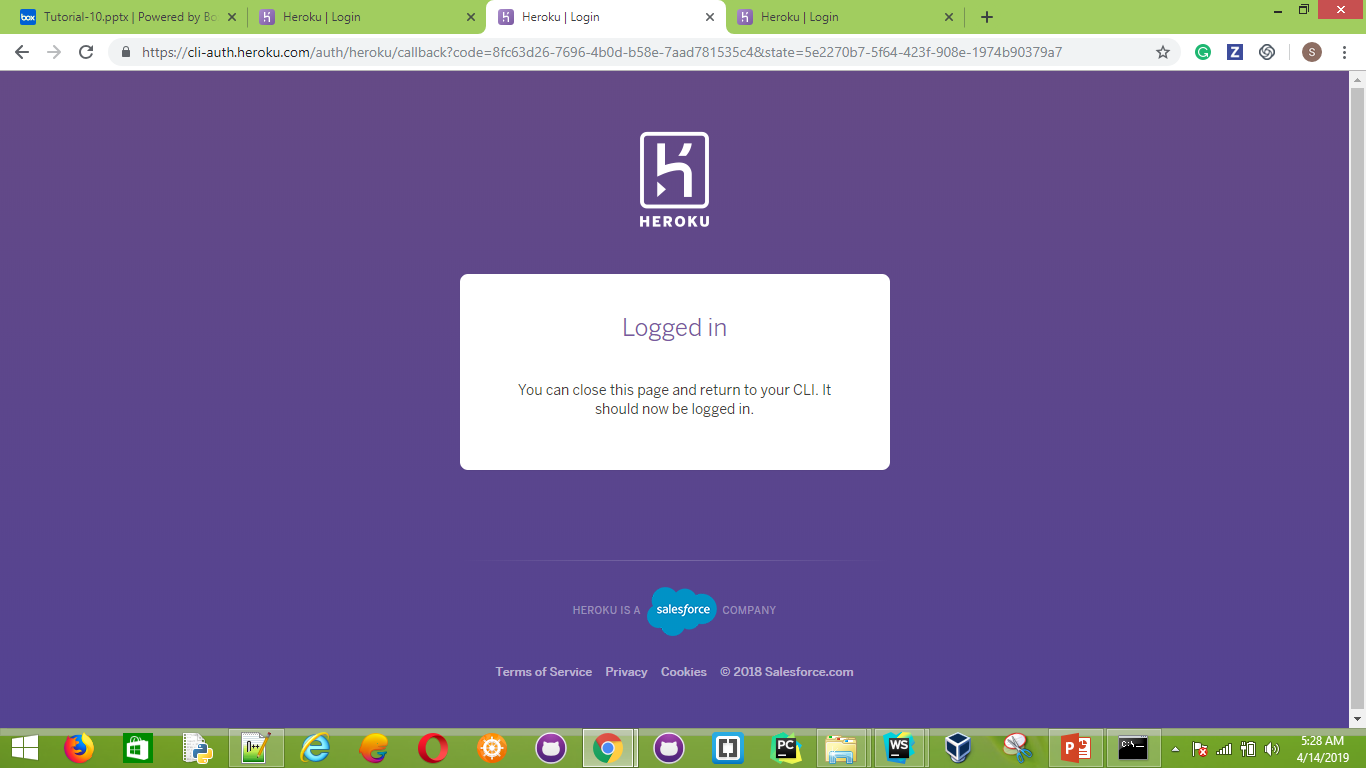 Tutorial-10.pptx | Powered by Bo
Heroku | Login
Heroku | Login
Heroku | Login
https://cli-auth.heroku.com/auth/heroku/callback?code=8fc63d26-7696-4b0d-b58e-7aad781535c4&state=5e2270b7-5f64-423f-908e-1974b90379a7
HEROKU
Logged in
You can close this page and return to your CLI. It
should now be logged in.
HEROKU IS A salesforce COMPANY
Terms of Service Privacy Cookies © 2018 Salesforce.com
5:28 AM
4/14/2019